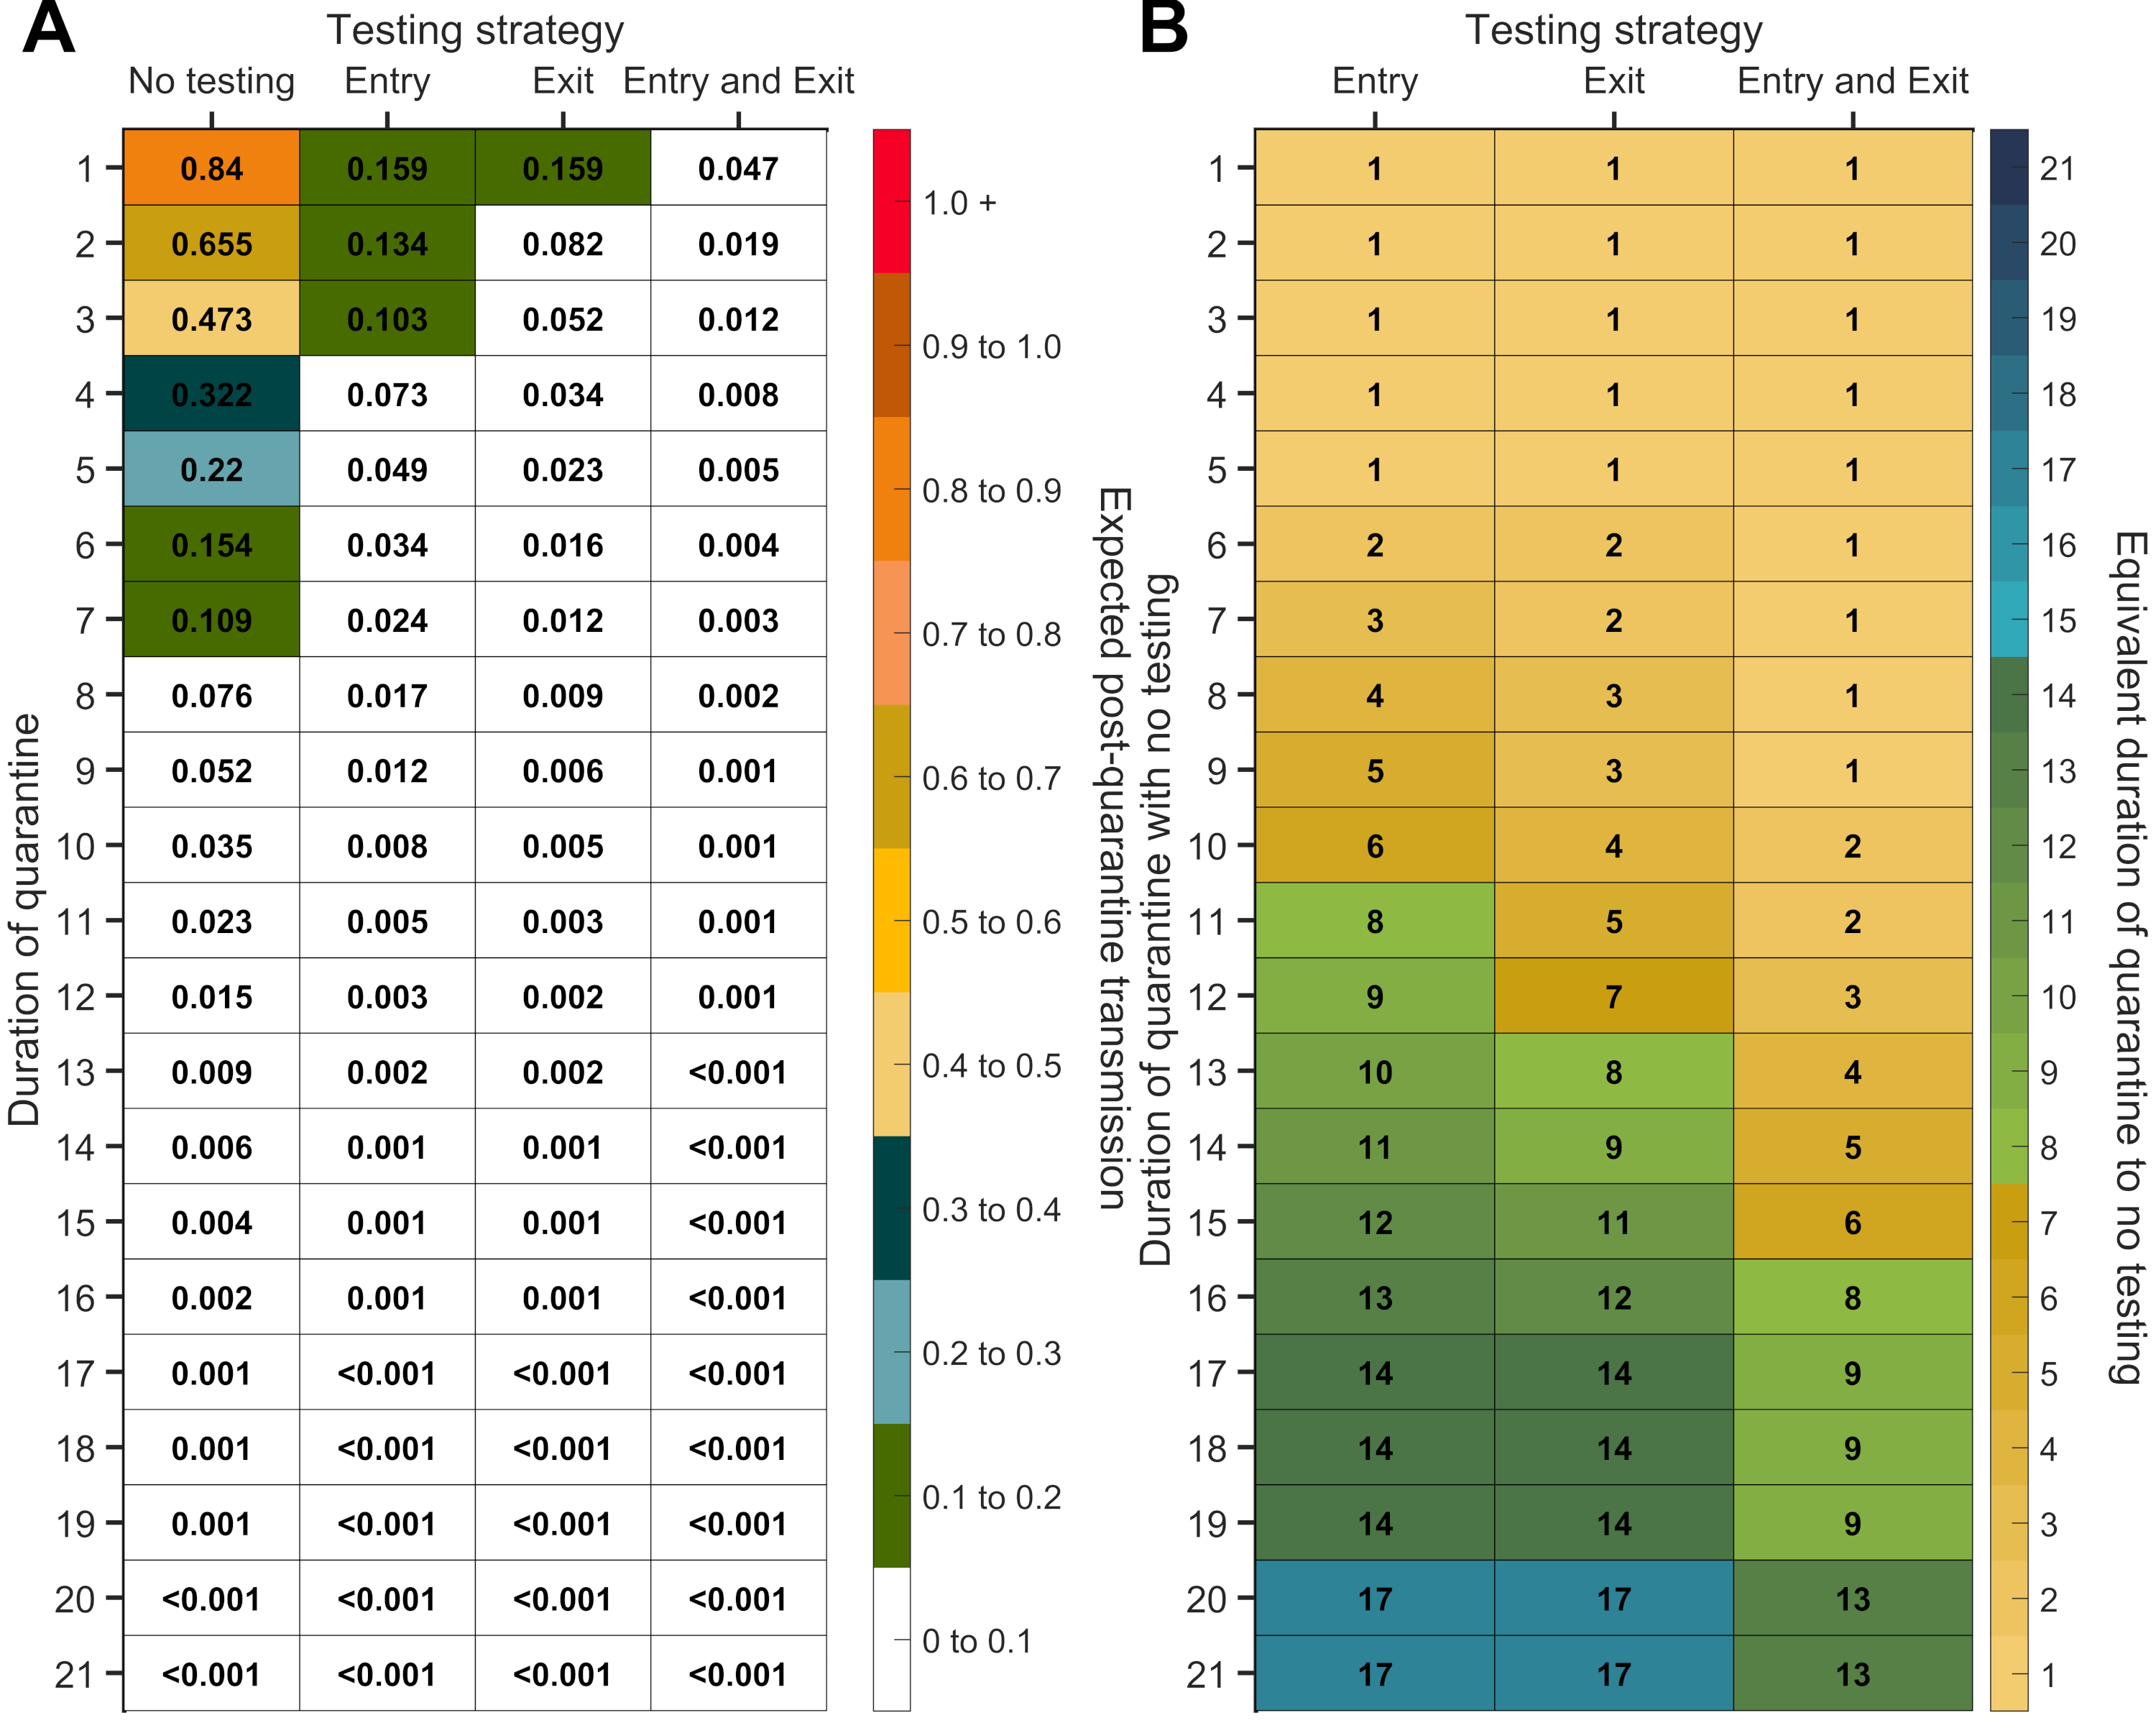 A
Testing strategy
No testing Entry Exit Entry and Exit
Duration of quarantine
1 0.84 0.159 0.159 0.047
2 0.655 0.134 0.082 0.019
3 0.473 0.103 0.052 0.012
4 0.322 0.073 0.034 0.008
5 0.22 0.049 0.023 0.005
6 0.154 0.034 0.016 0.004
7 0.109 0.024 0.012 0.003
8 0.076 0.017 0.009 0.002
9 0.052 0.012 0.006 0.001
10 0.035 0.008 0.005 0.001
11 0.023 0.005 0.003 0.001
12 0.015 0.003 0.002 0.001
13 0.009 0.002 0.002 <0.001
14 0.006 0.001 0.001 <0.001
15 0.004 0.001 0.001 <0.001
16 0.002 0.001 0.001 <0.001
17 0.001 <0.001 <0.001 <0.001
18 0.001 <0.001 <0.001 <0.001
19 0.001 <0.001 <0.001 <0.001
20 <0.001 <0.001 <0.001 <0.001
21 <0.001 <0.001 <0.001 <0.001
1.0 +
0.9 to 1.0
0.8 to 0.9
0.7 to 0.8
0.6 to 0.7
0.5 to 0.6
0.4 to 0.5
0.3 to 0.4
0.2 to 0.3
0.1 to 0.2
0 to 0.1
Expected post-quarantine transmission
B
Testing strategy
Entry Exit Entry and Exit
Duration of quarantine with no testing
1 1 1 1
2 1 1 1
3 1 1 1
4 1 1 1
5 1 1 1
6 2 2 1
7 3 2 1
8 4 3 1
9 5 3 1
10 6 4 2
11 8 5 2
12 9 7 3
13 10 8 4
14 11 9 5
15 12 11 6
16 13 12 8
17 14 14 9
18 14 14 9
19 14 14 9
20 17 17 13
21 17 17 13
21
20
19
18
17
16
15
14
13
12
11
10
9
8
7
6
5
4
3
2
1
Equivalent duration of quarantine to no testing